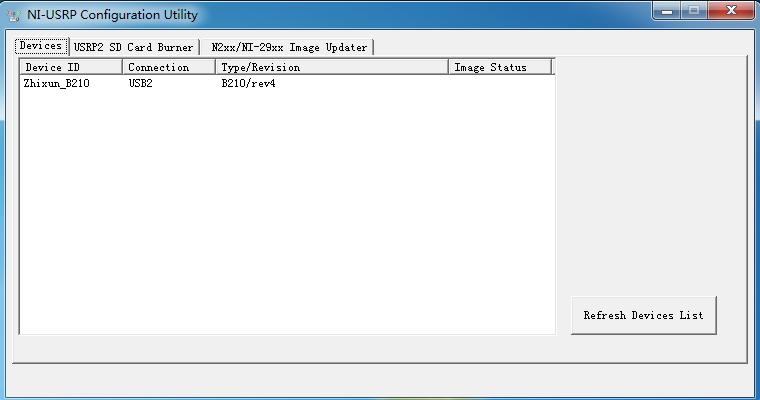 NI-USRP Configuration Utility
Devices USRP2 SD Card Burner N2xx/NI-29xx Image Updater
Device ID Connection Type/Revision Image Status
Zhixun_B210 USB2 B210/rev4
Refresh Devices List